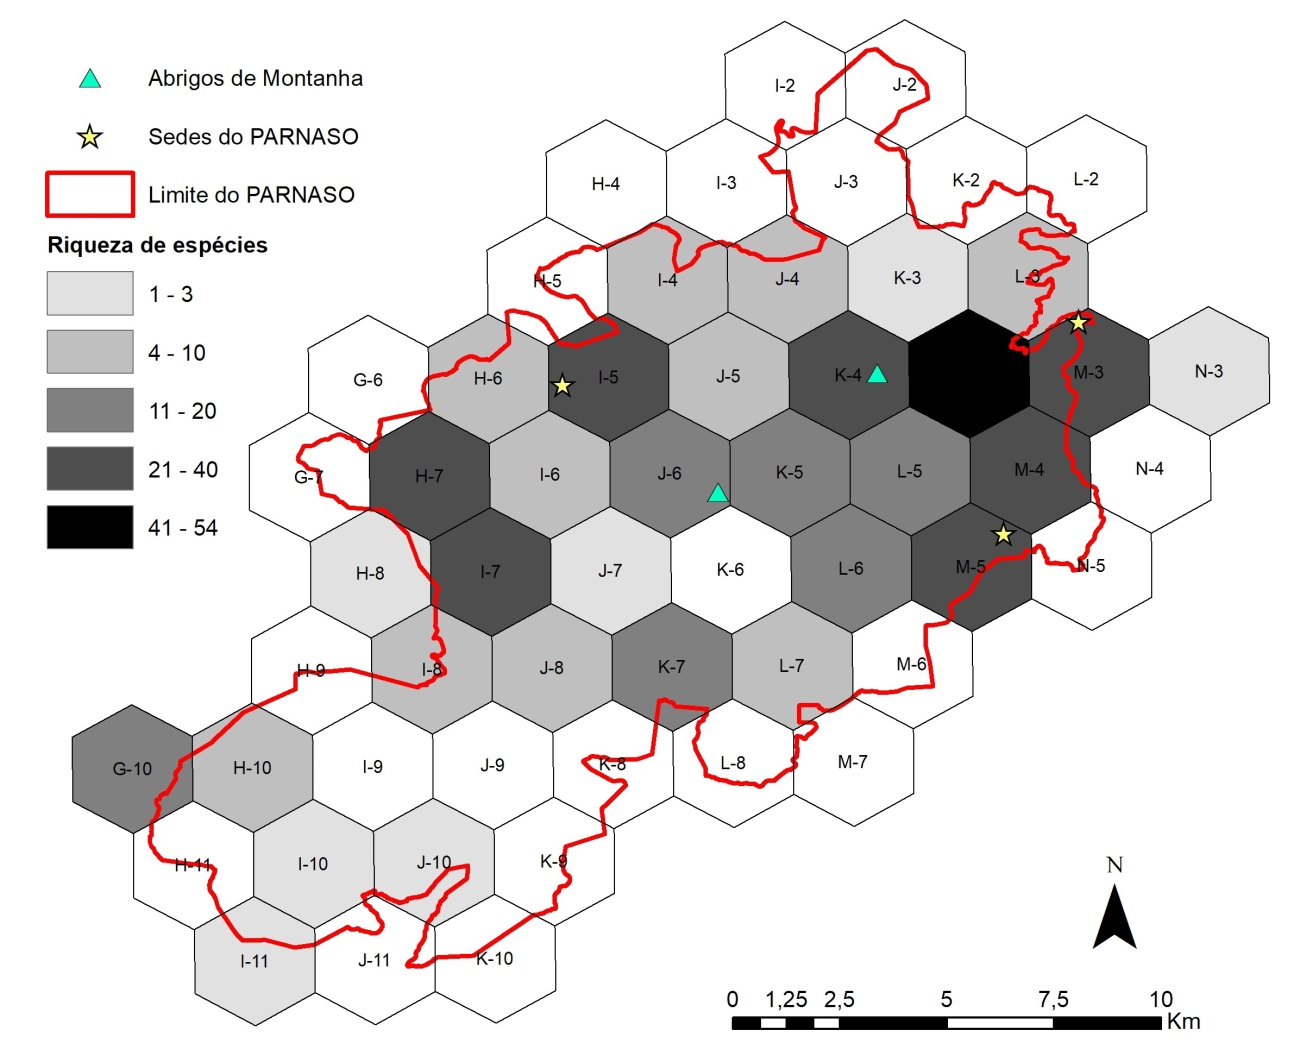 Abrigos de Montanha
Sedes do PARNASO
Limite do PARNASO
Riqueza de espécies
1 - 3
4 - 10
11 - 20
21 - 40
41 - 54
I-2
J-2
H-4
I-3
J-3
K-2
L-2
H-5
I-4
J-4
K-3
L-3
G-6
H-6
I-5
J-5
K-4
M-3
N-3
G-7
H-7
I-6
J-6
K-5
L-5
M-4
N-4
H-8
I-7
J-7
K-6
L-6
M-5
N-5
H-9
I-8
J-8
K-7
L-7
M-6
G-10
H-10
I-9
J-9
K-8
L-8
M-7
H-11
I-10
J-10
K-9
I-11
J-11
K-10
N
0 1,25 2,5 5 7,5 10
Km